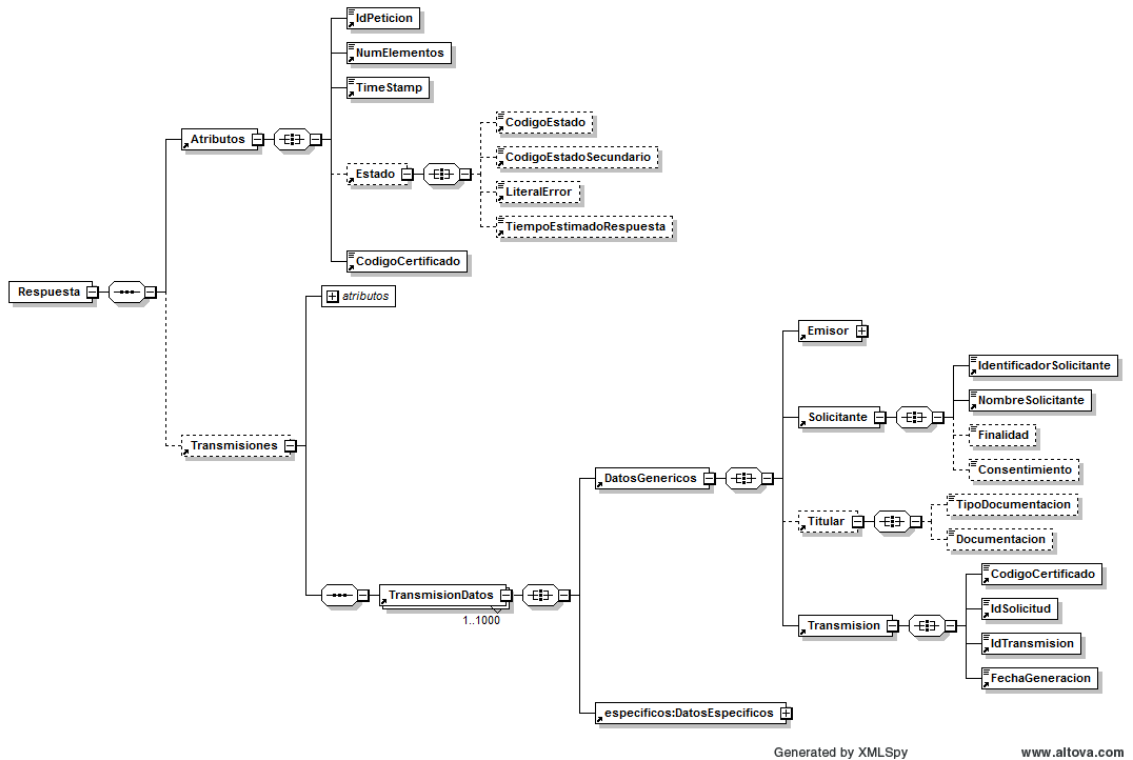 IdPeticion
NumElementos
TimeStamp
Atributos
CodigoEstado
CodigoEstadoSecundario
Estado
LiteralError
TiempoEstimadoRespuesta
CodigoCertificado
Respuesta
atributos
Emisor
IdentificadorSolicitante
NombreSolicitante
Solicitante
Finalidad
Transmisiones
Consentimiento
DatosGenericos
TipoDocumentacion
Titular
Documentacion
CodigoCertificado
TransmisionDatos
1..1000
IdSolicitud
Transmision
IdTransmision
FechaGeneracion
especificos:DatosEspecificos
Generated by XMLSpy
www.altova.com